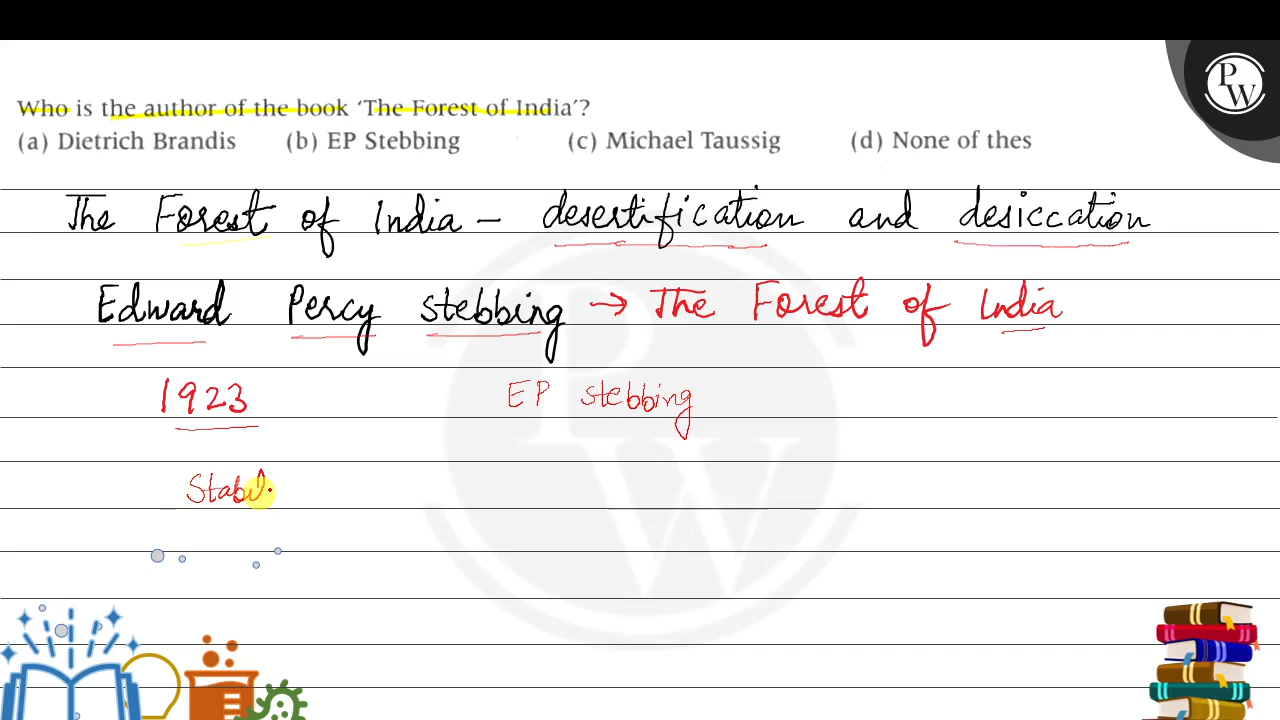 Who is the author of the book ‘The Forest of India’?
(a) Dietrich Brandis (b) EP Stebbing (c) Michael Taussig (d) None of thes
The Forest of India – desertification and desiccation
Edward Percy stebbing → The Forest of India
1923 EP stebbing
P W
P
W